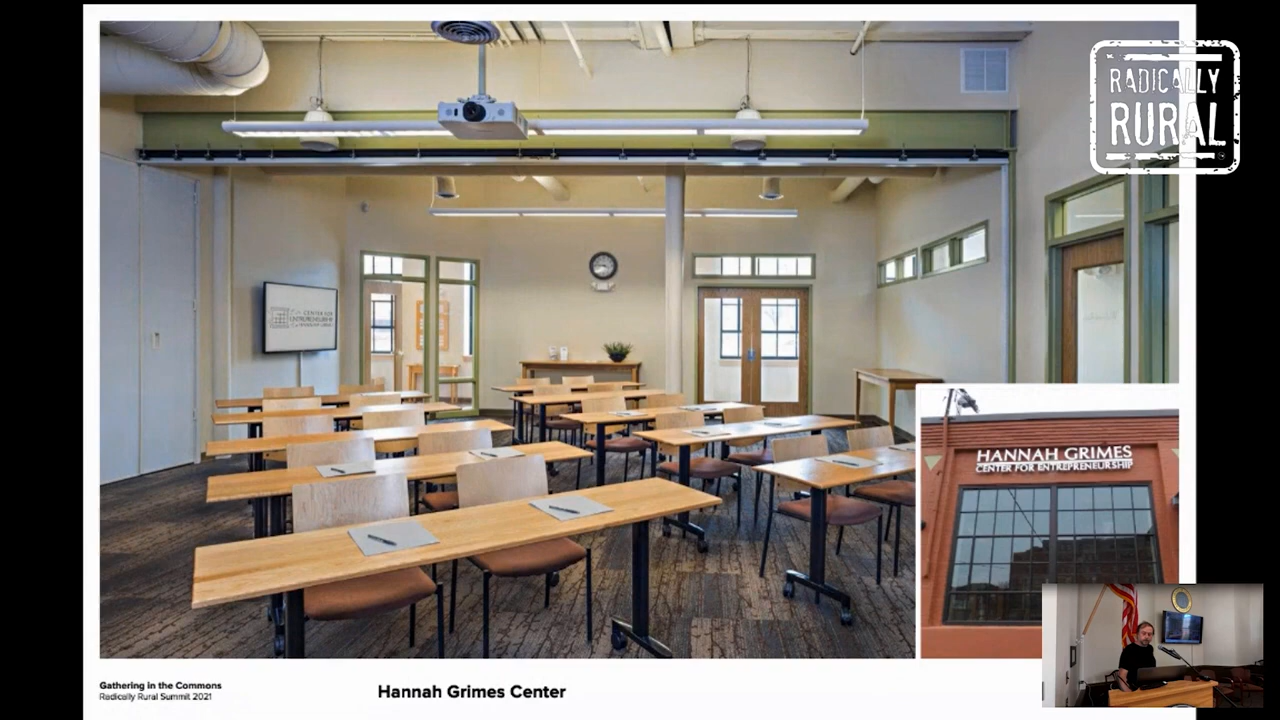 RADICALLY
RURAL
CENTER FOR
ENTREPRENEURSHIP
HANNAH GRIMES
CENTER FOR ENTREPRENEURSHIP
Gathering in the Commons
Radically Rural Summit 2021
Hannah Grimes Center